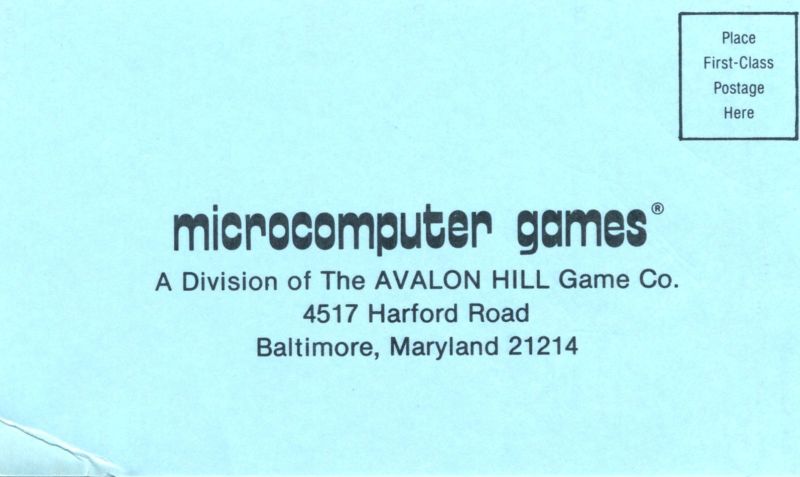 Place
First-Class
Postage
Here
microcomputer games®
A Division of The AVALON HILL Game Co.
4517 Harford Road
Baltimore, Maryland 21214